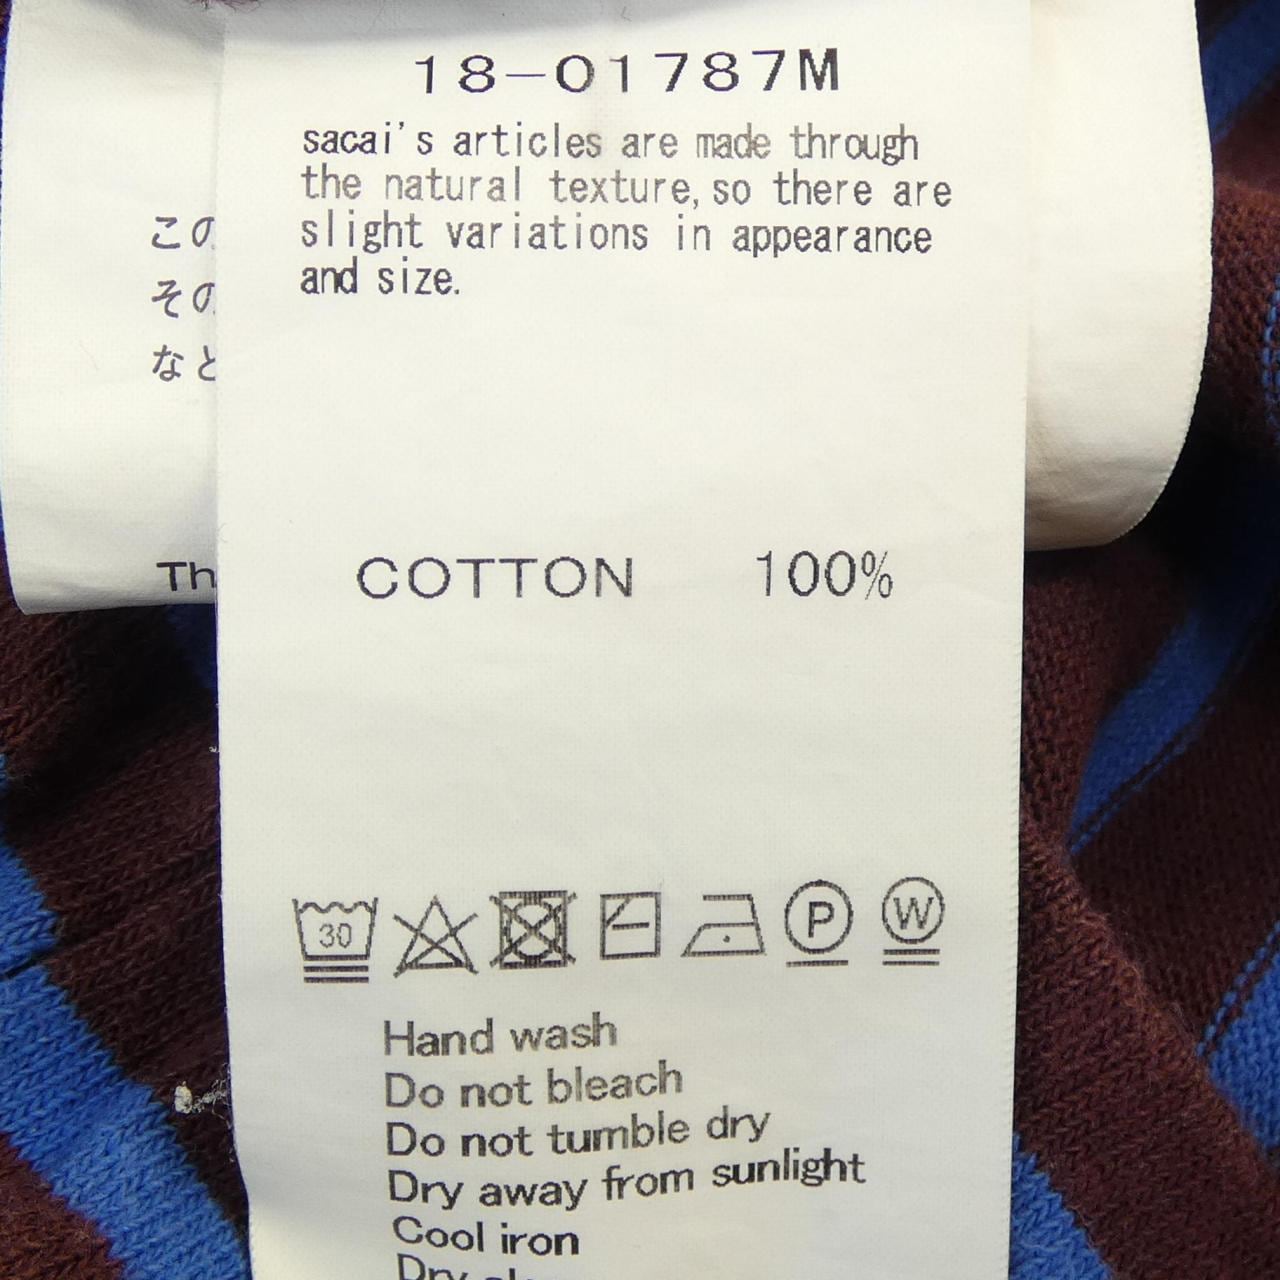 18-01787M
sacai's articles are made through
the natural texture,so there are
slight variations in appearance
and size.
この
その
なと
Th
COTTON 100%
30
P
W
Hand wash
Do not bleach
Do not tumble dry
Dry away from sunlight
Cool iron
Dry